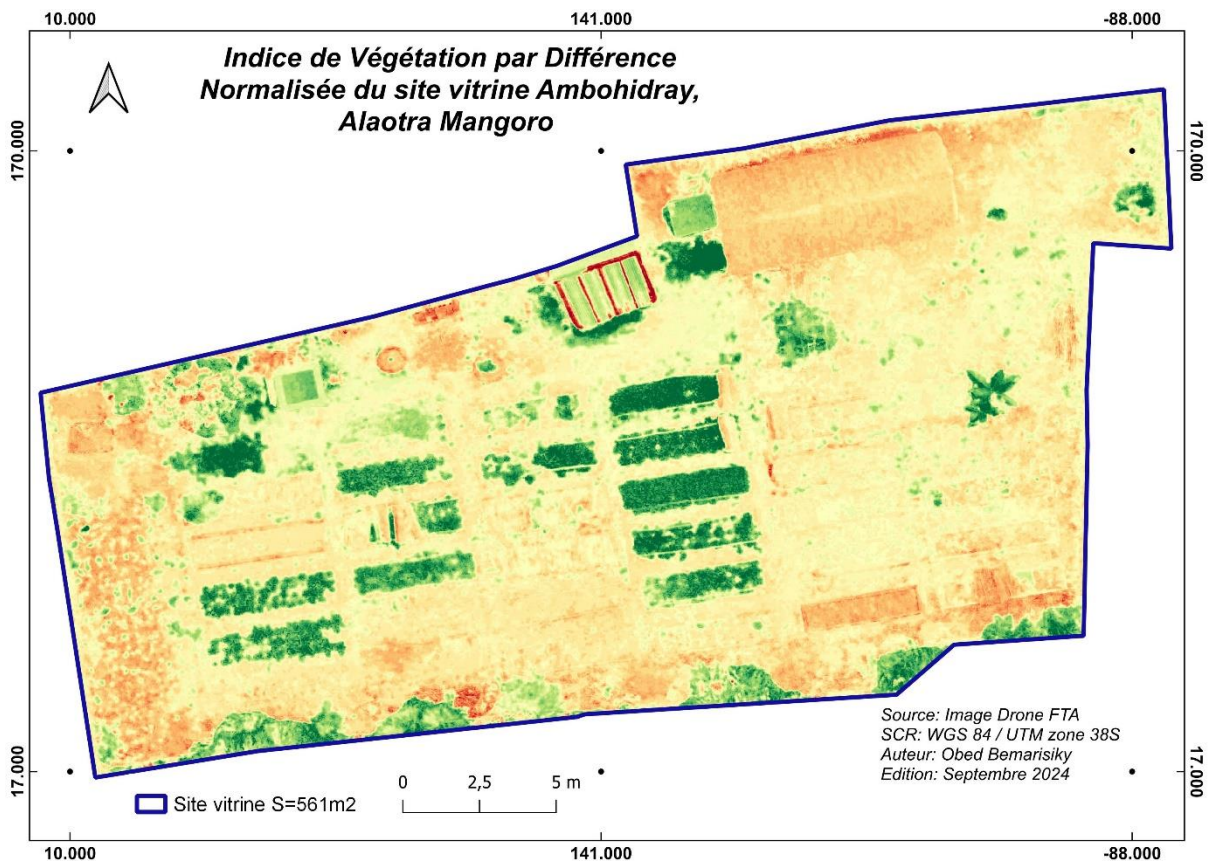 10.000 141.000 -88.000
Indice de Végétation par Différence
Normalisée du site vitrine Ambohidray,
Alaotra Mangoro
170.000 170.000
Source: Image Drone FTA
SCR: WGS 84 / UTM zone 38S
Auteur: Obed Bemarisiky
Edition: Septembre 2024
17.000 17.000
0 2,5 5 m
Site vitrine S=561m2
10.000 141.000 -88.000